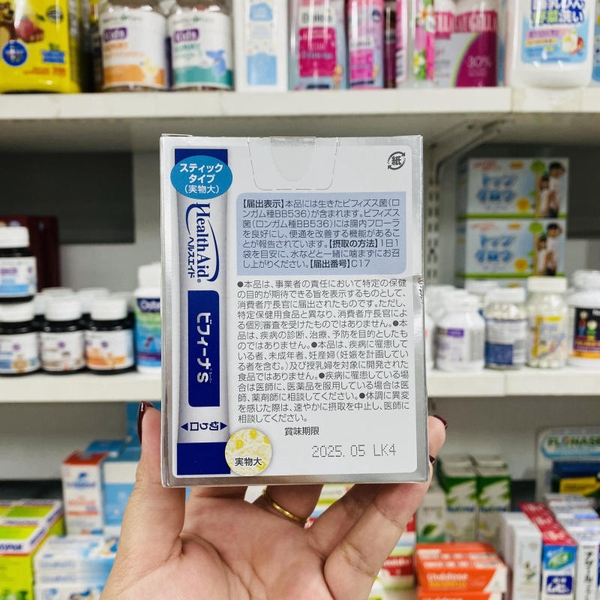 Kids
Kids
-30%
スティック
タイプ
(実物大)
紙
Health Aid®
ヘルスエイド
ビフィーナS
切り口
実物大
【届出表示】本品には生きたビフィズス菌(ロ
ンガム種BB536)が含まれます。ビフィズス
菌(ロンガム種BB536)には腸内フローラ
を良好にし、便通を改善する機能があるこ
とが報告されています。【摂取の方法】1日1
袋を目安に、水などと一緒に噛まずにお召
し上がりください。【届出番号】C17
●本品は、事業者の責任において特定の保健
の目的が期待できる旨を表示するものとして、
消費者庁長官に届出されたものです。ただし、
特定保健用食品と異なり、消費者庁長官によ
る個別審査を受けたものではありません。●本
品は、疾病の診断、治療、予防を目的としたも
のではありません。●本品は、疾病に罹患して
いる者、未成年者、妊産婦(妊娠を計画してい
る者を含む。)及び授乳婦を対象に開発された
食品ではありません。●疾病に罹患している場
合は医師に、医薬品を服用している場合は医
師、薬剤師に相談してください。●体調に異変
を感じた際は、速やかに摂取を中止し、医師に
相談してください。
賞味期限
2025.05 LK4
FLONASE